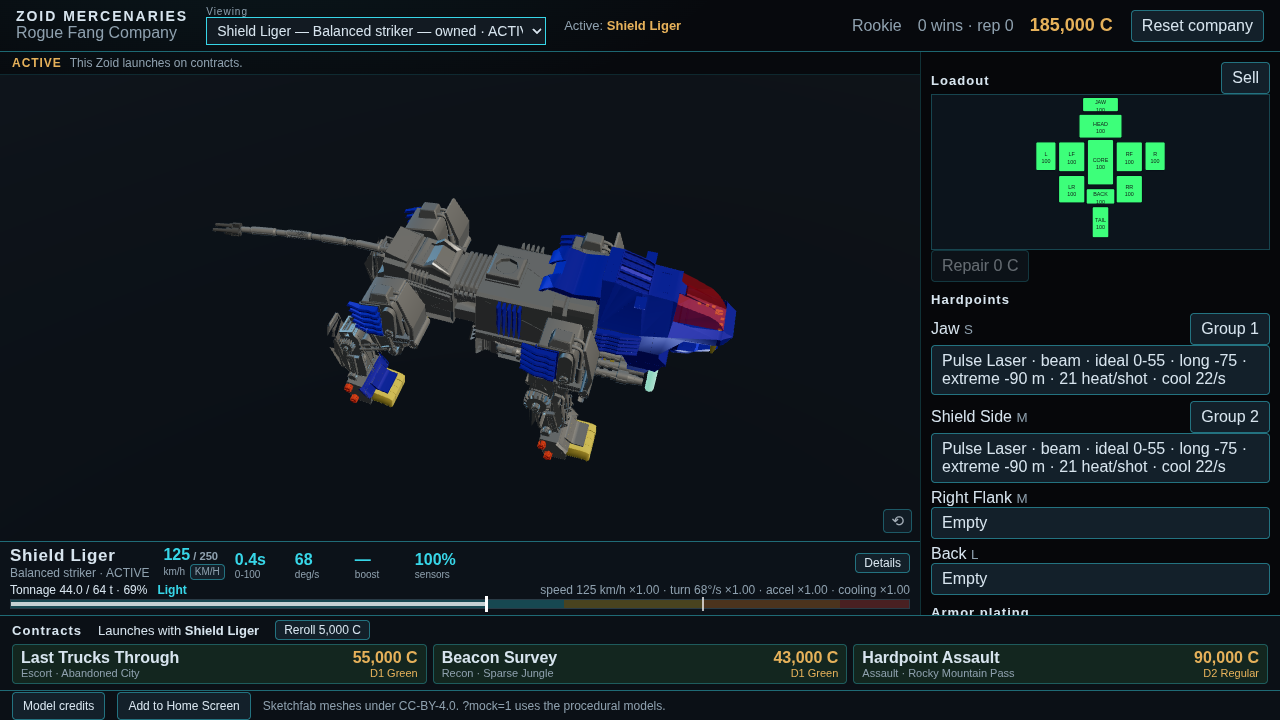 ZOID MERCENARIES
Rogue Fang Company
Viewing
Shield Liger — Balanced striker — owned · ACTIV
Active: Shield Liger
Rookie 0 wins · rep 0 185,000 C
Reset company
ACTIVE This Zoid launches on contracts.
Loadout
Sell
JAW
100
HEAD
100
L
100
LF
100
CORE
100
RF
100
R
100
LR
100
BACK
100
RR
100
TAIL
100
Repair 0 C
Hardpoints
Jaw S
Group 1
Pulse Laser · beam · ideal 0-55 · long -75 ·
extreme -90 m · 21 heat/shot · cool 22/s
Shield Side M
Group 2
Pulse Laser · beam · ideal 0-55 · long -75 ·
extreme -90 m · 21 heat/shot · cool 22/s
Right Flank M
Empty
Back L
Empty
Armor plating
⟲
Shield Liger
Balanced striker · ACTIVE
125 / 250
km/h KM/H
0.4s
0-100
68
deg/s
—
boost
100%
sensors
Details
Tonnage 44.0 / 64 t · 69% Light
speed 125 km/h ×1.00 · turn 68°/s ×1.00 · accel ×1.00 · cooling ×1.00
Contracts Launches with Shield Liger
Reroll 5,000 C
Last Trucks Through 55,000 C
Escort · Abandoned City D1 Green
Beacon Survey 43,000 C
Recon · Sparse Jungle D1 Green
Hardpoint Assault 90,000 C
Assault · Rocky Mountain Pass D2 Regular
Model credits
Add to Home Screen
Sketchfab meshes under CC-BY-4.0. ?mock=1 uses the procedural models.